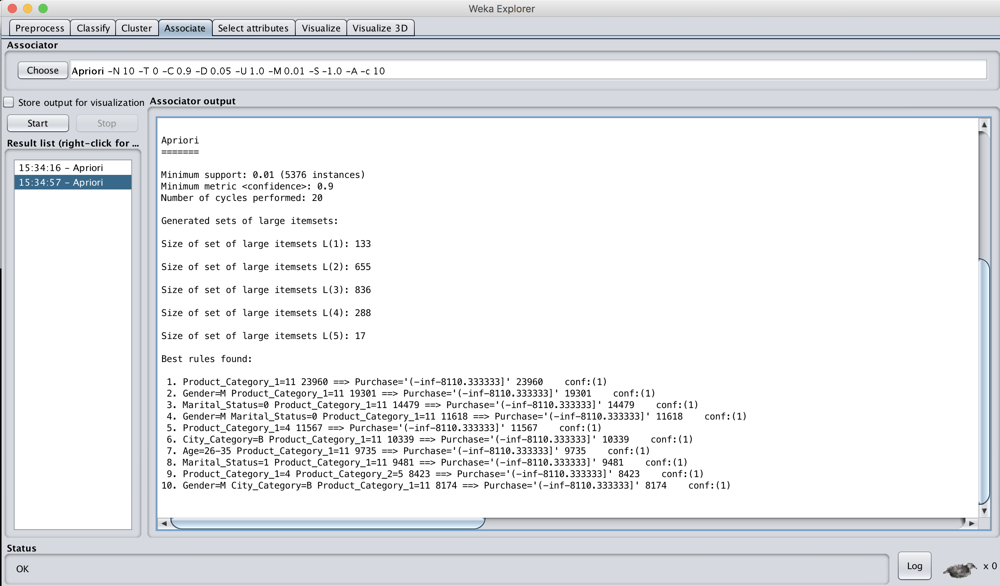 Weka Explorer
Preprocess Classify Cluster Associate Select attributes Visualize Visualize 3D
Associator
Choose Apriori -N 10 -T 0 -C 0.9 -D 0.05 -U 1.0 -M 0.01 -S -1.0 -A -c 10
Store output for visualization
Start Stop
Result list (right-click for ...
15:34:16 - Apriori
15:34:57 - Apriori
Associator output
Apriori
=======
Minimum support: 0.01 (5376 instances)
Minimum metric <confidence>: 0.9
Number of cycles performed: 20
Generated sets of large itemsets:
Size of set of large itemsets L(1): 133
Size of set of large itemsets L(2): 655
Size of set of large itemsets L(3): 836
Size of set of large itemsets L(4): 288
Size of set of large itemsets L(5): 17
Best rules found:
1. Product_Category_1=11 23960 ==> Purchase='(-inf-8110.333333]' 23960 conf:(1)
2. Gender=M Product_Category_1=11 19301 ==> Purchase='(-inf-8110.333333]' 19301 conf:(1)
3. Marital_Status=0 Product_Category_1=11 14479 ==> Purchase='(-inf-8110.333333]' 14479 conf:(1)
4. Gender=M Marital_Status=0 Product_Category_1=11 11618 ==> Purchase='(-inf-8110.333333]' 11618 conf:(1)
5. Product_Category_1=4 11567 ==> Purchase='(-inf-8110.333333]' 11567 conf:(1)
6. City_Category=B Product_Category_1=11 10339 ==> Purchase='(-inf-8110.333333]' 10339 conf:(1)
7. Age=26-35 Product_Category_1=11 9735 ==> Purchase='(-inf-8110.333333]' 9735 conf:(1)
8. Marital_Status=1 Product_Category_1=11 9481 ==> Purchase='(-inf-8110.333333]' 9481 conf:(1)
9. Product_Category_1=4 Product_Category_2=5 8423 ==> Purchase='(-inf-8110.333333]' 8423 conf:(1)
10. Gender=M City_Category=B Product_Category_1=11 8174 ==> Purchase='(-inf-8110.333333]' 8174 conf:(1)
Status
OK
Log
x 0